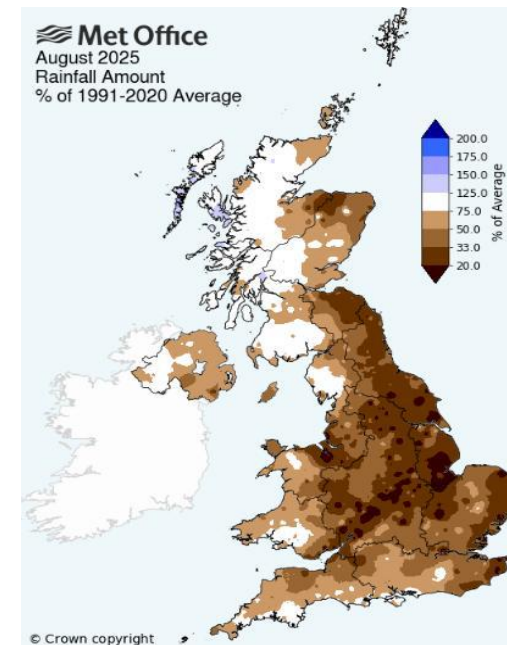 Met Office
August 2025
Rainfall Amount
% of 1991-2020 Average
200.0
175.0
150.0
125.0
75.0
50.0
33.0
20.0
% of Average
© Crown copyright